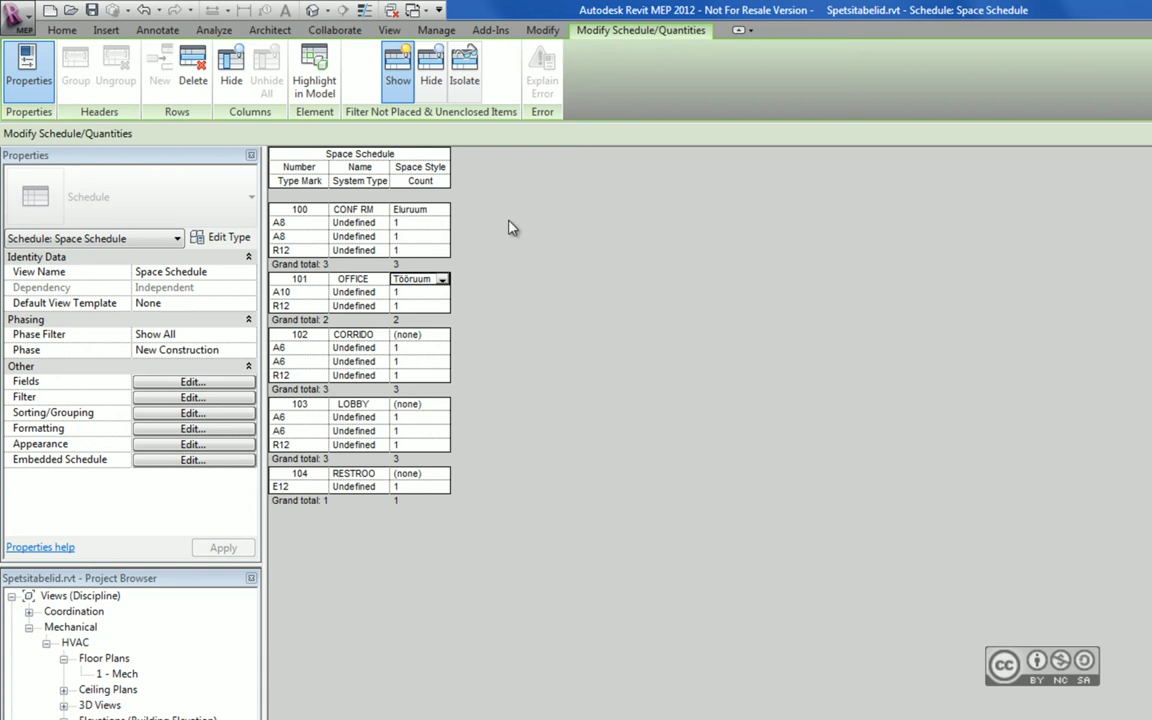 Autodesk Revit MEP 2012 - Not For Resale Version - Spetsitabelid.rvt - Schedule: Space Schedule
MEP Home Insert Annotate Analyze Architect Collaborate View Manage Add-Ins Modify Modify Schedule/Quantities
Properties Group Ungroup New Delete Hide Unhide All Highlight in Model Show Hide Isolate Explain Error
Properties Headers Rows Columns Element Filter Not Placed & Unenclosed Items Error
Modify Schedule/Quantities
Properties
Schedule
Schedule: Space Schedule Edit Type
Identity Data
View Name Space Schedule
Dependency Independent
Default View Template None
Phasing
Phase Filter Show All
Phase New Construction
Other
Fields Edit...
Filter Edit...
Sorting/Grouping Edit...
Formatting Edit...
Appearance Edit...
Embedded Schedule Edit...
Properties help Apply
Spetsitabelid.rvt - Project Browser
Views (Discipline)
Coordination
Mechanical
HVAC
Floor Plans
1 - Mech
Ceiling Plans
3D Views
Elevations (Building Elevation)
Space Schedule
Number Name Space Style
Type Mark System Type Count
100 CONF RM Eluruum
A8 Undefined 1
A8 Undefined 1
R12 Undefined 1
Grand total: 3 3
101 OFFICE Tööruum
A10 Undefined 1
R12 Undefined 1
Grand total: 2 2
102 CORRIDO (none)
A6 Undefined 1
A6 Undefined 1
R12 Undefined 1
Grand total: 3 3
103 LOBBY (none)
A6 Undefined 1
A6 Undefined 1
R12 Undefined 1
Grand total: 3 3
104 RESTROO (none)
E12 Undefined 1
Grand total: 1 1
cc
BY NC SA